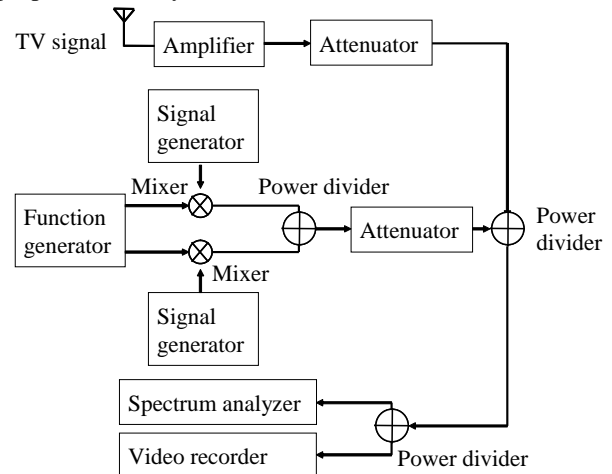 TV signal
Amplifier
Attenuator
Signal
generator
Mixer
Power divider
Function
generator
Attenuator
Power
divider
Mixer
Signal
generator
Spectrum analyzer
Video recorder
Power divider